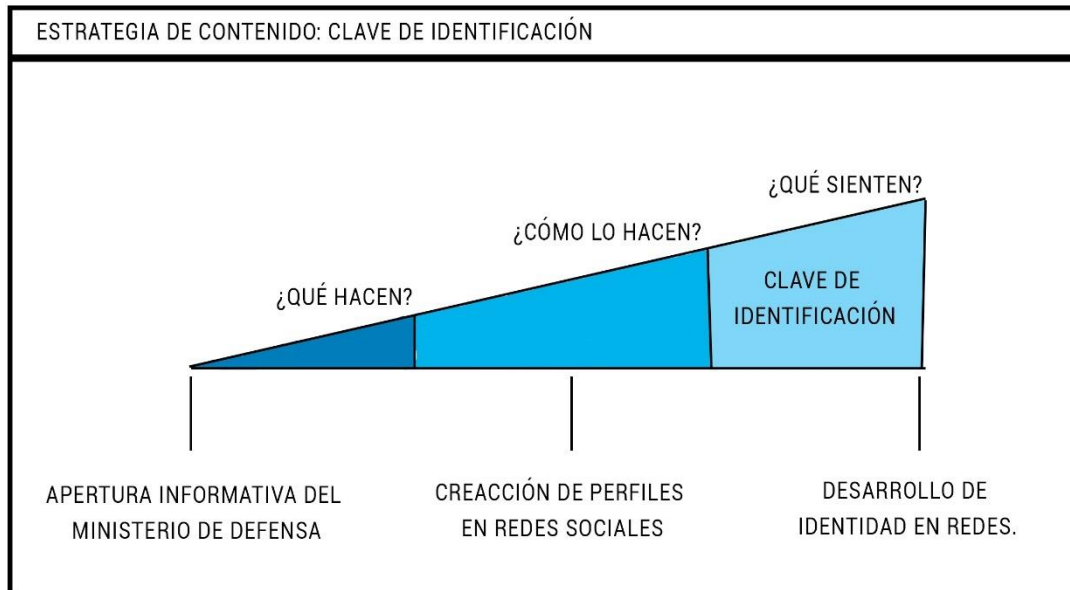 ESTRATEGIA DE CONTENIDO: CLAVE DE IDENTIFICACIÓN
¿QUÉ SIENTEN?
¿CÓMO LO HACEN?
¿QUÉ HACEN?
CLAVE DE
IDENTIFICACIÓN
APERTURA INFORMATIVA DEL
MINISTERIO DE DEFENSA
CREACCIÓN DE PERFILES
EN REDES SOCIALES
DESARROLLO DE
IDENTIDAD EN REDES.